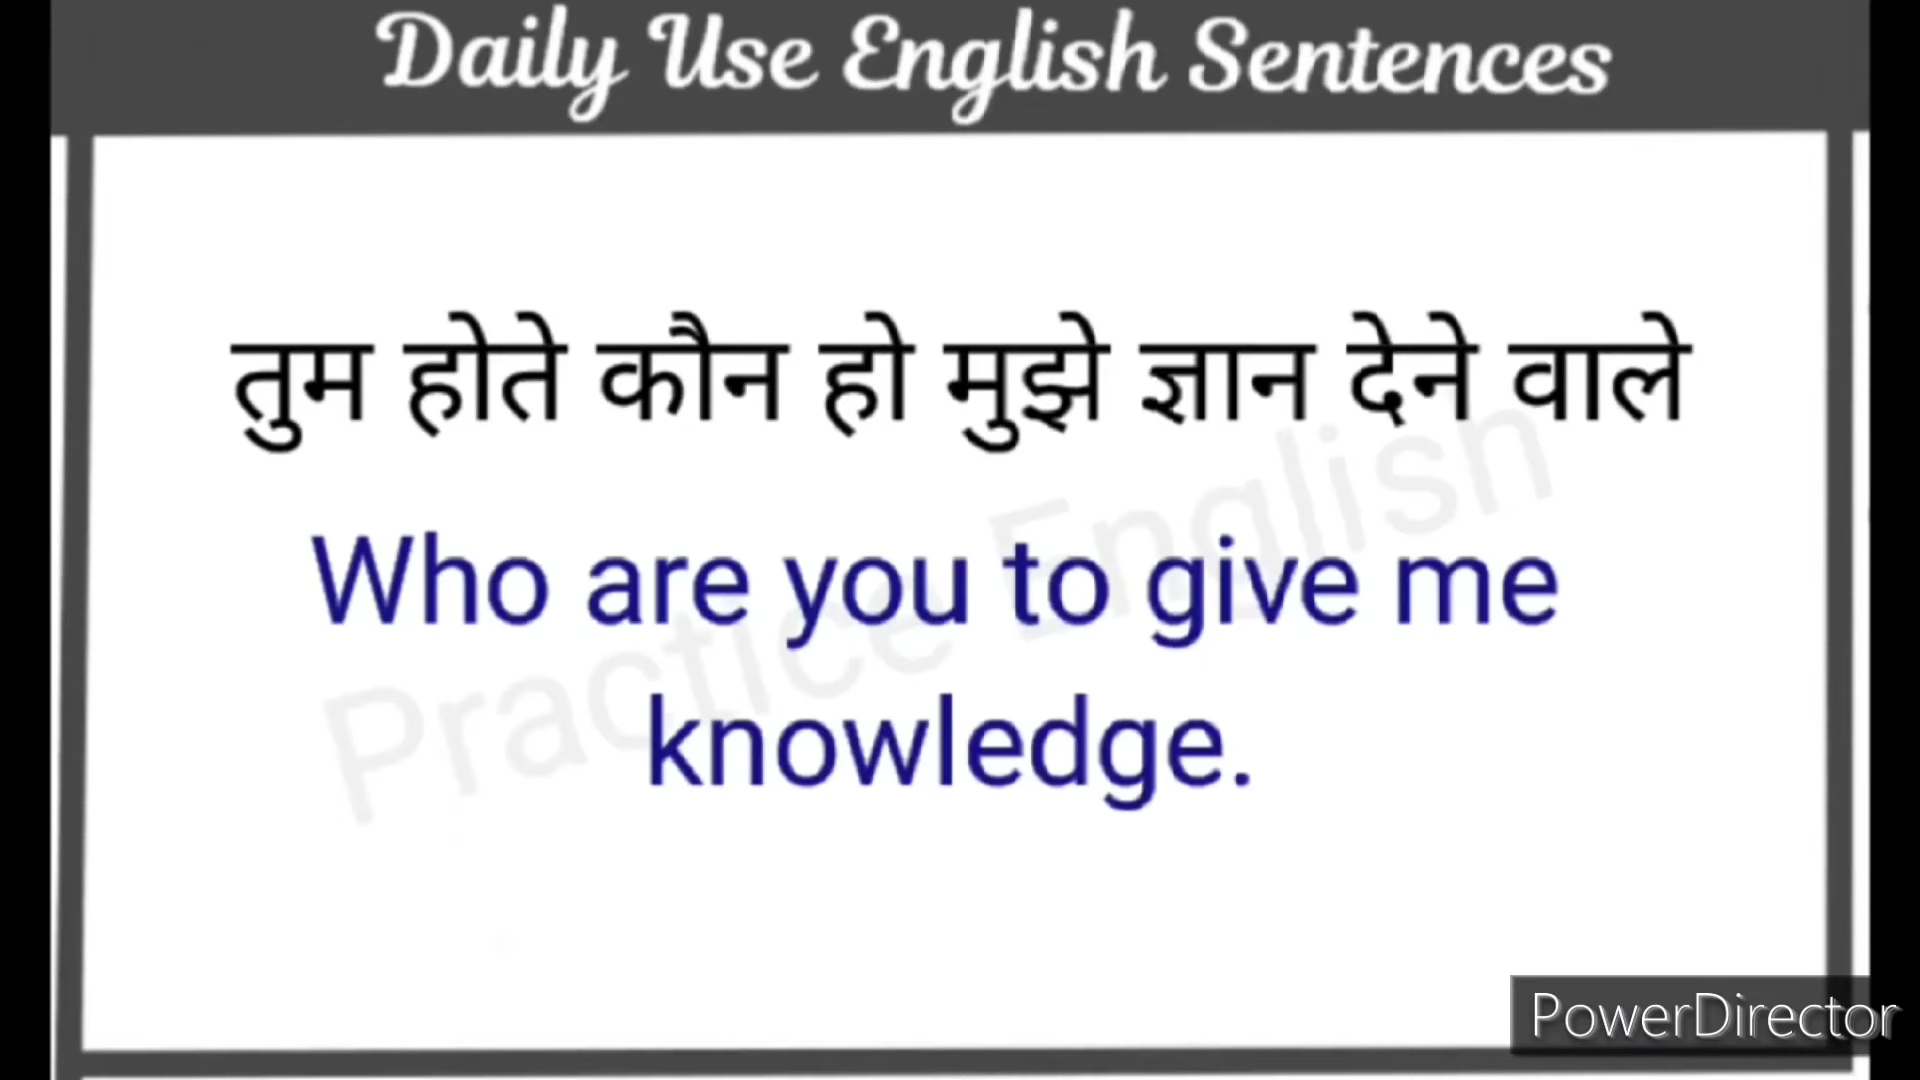 Daily Use English Sentences
तुम होते कौन हो मुझे ज्ञान देने वाले
Who are you to give me
knowledge.
Practice English
PowerDirector